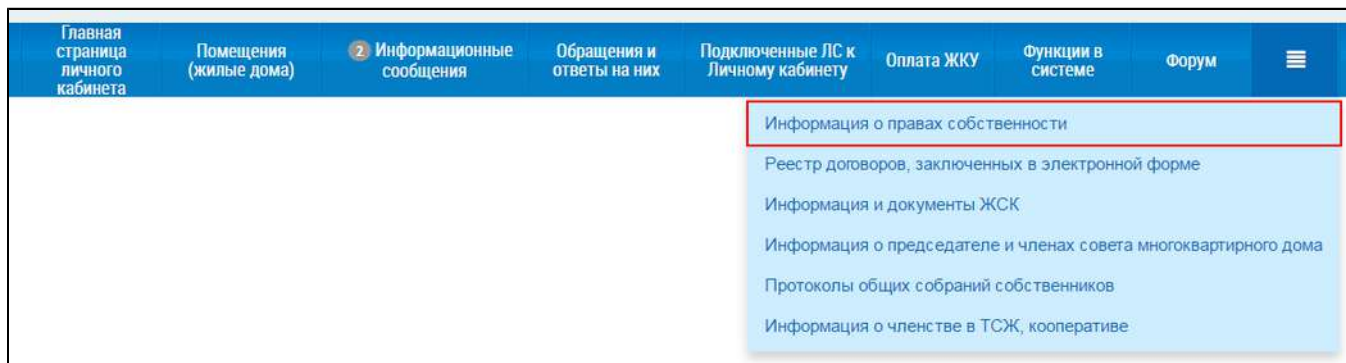 Главная
страница
личного
кабинета
Помещения
(жилые дома)
2 Информационные
сообщения
Обращения и
ответы на них
Подключенные ЛС к
Личному кабинету
Оплата ЖКУ
Функции в
системе
Форум
Информация о правах собственности
Реестр договоров, заключенных в электронной форме
Информация и документы ЖСК
Информация о председателе и членах совета многоквартирного дома
Протоколы общих собраний собственников
Информация о членстве в ТСЖ, кооперативе